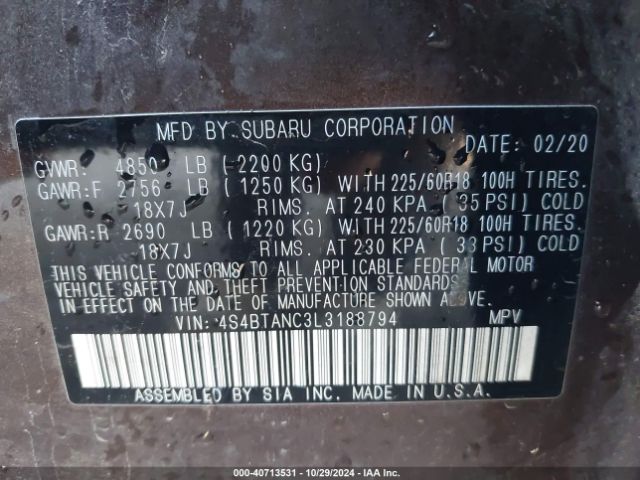 MFD BY SUBARU CORPORATION
DATE: 02/20
GVWR: 4850 LB (2200 KG)
GAWR:F 2756 LB (1250 KG) WITH 225/60R18 100H TIRES.
18X7J RIMS. AT 240 KPA (35 PSI) COLD
GAWR:R 2690 LB (1220 KG) WITH 225/60R18 100H TIRES.
18X7J RIMS. AT 230 KPA (33 PSI) COLD
THIS VEHICLE CONFORMS TO ALL APPLICABLE FEDERAL MOTOR
VEHICLE SAFETY AND THEFT PREVENTION STANDARDS
IN EFFECT ON THE DATE OF MANUFACTURE SHOWN ABOVE.
VIN: 4S4BTANC3L3188794 MPV
ASSEMBLED BY SIA INC. MADE IN U.S.A.
000-40713531 - 10/29/2024 - IAA Inc.